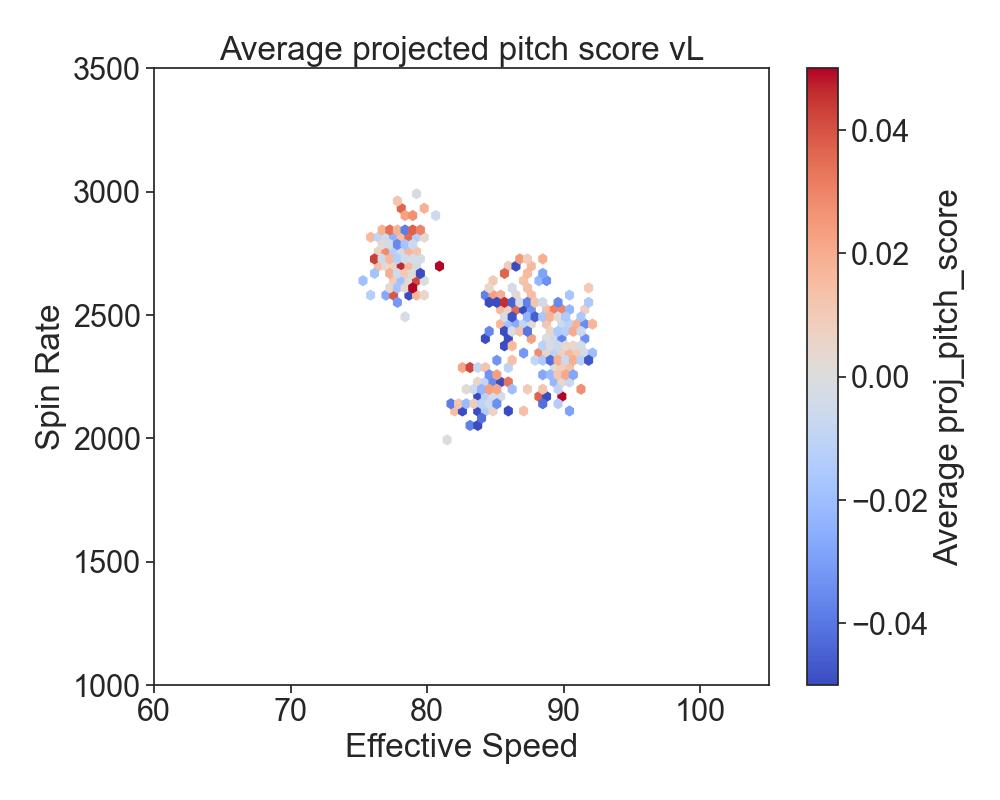 Average projected pitch score vL
3500
3000
2500
2000
1500
1000
Spin Rate
60 70 80 90 100
Effective Speed
0.04
0.02
0.00
−0.02
−0.04
Average proj_pitch_score